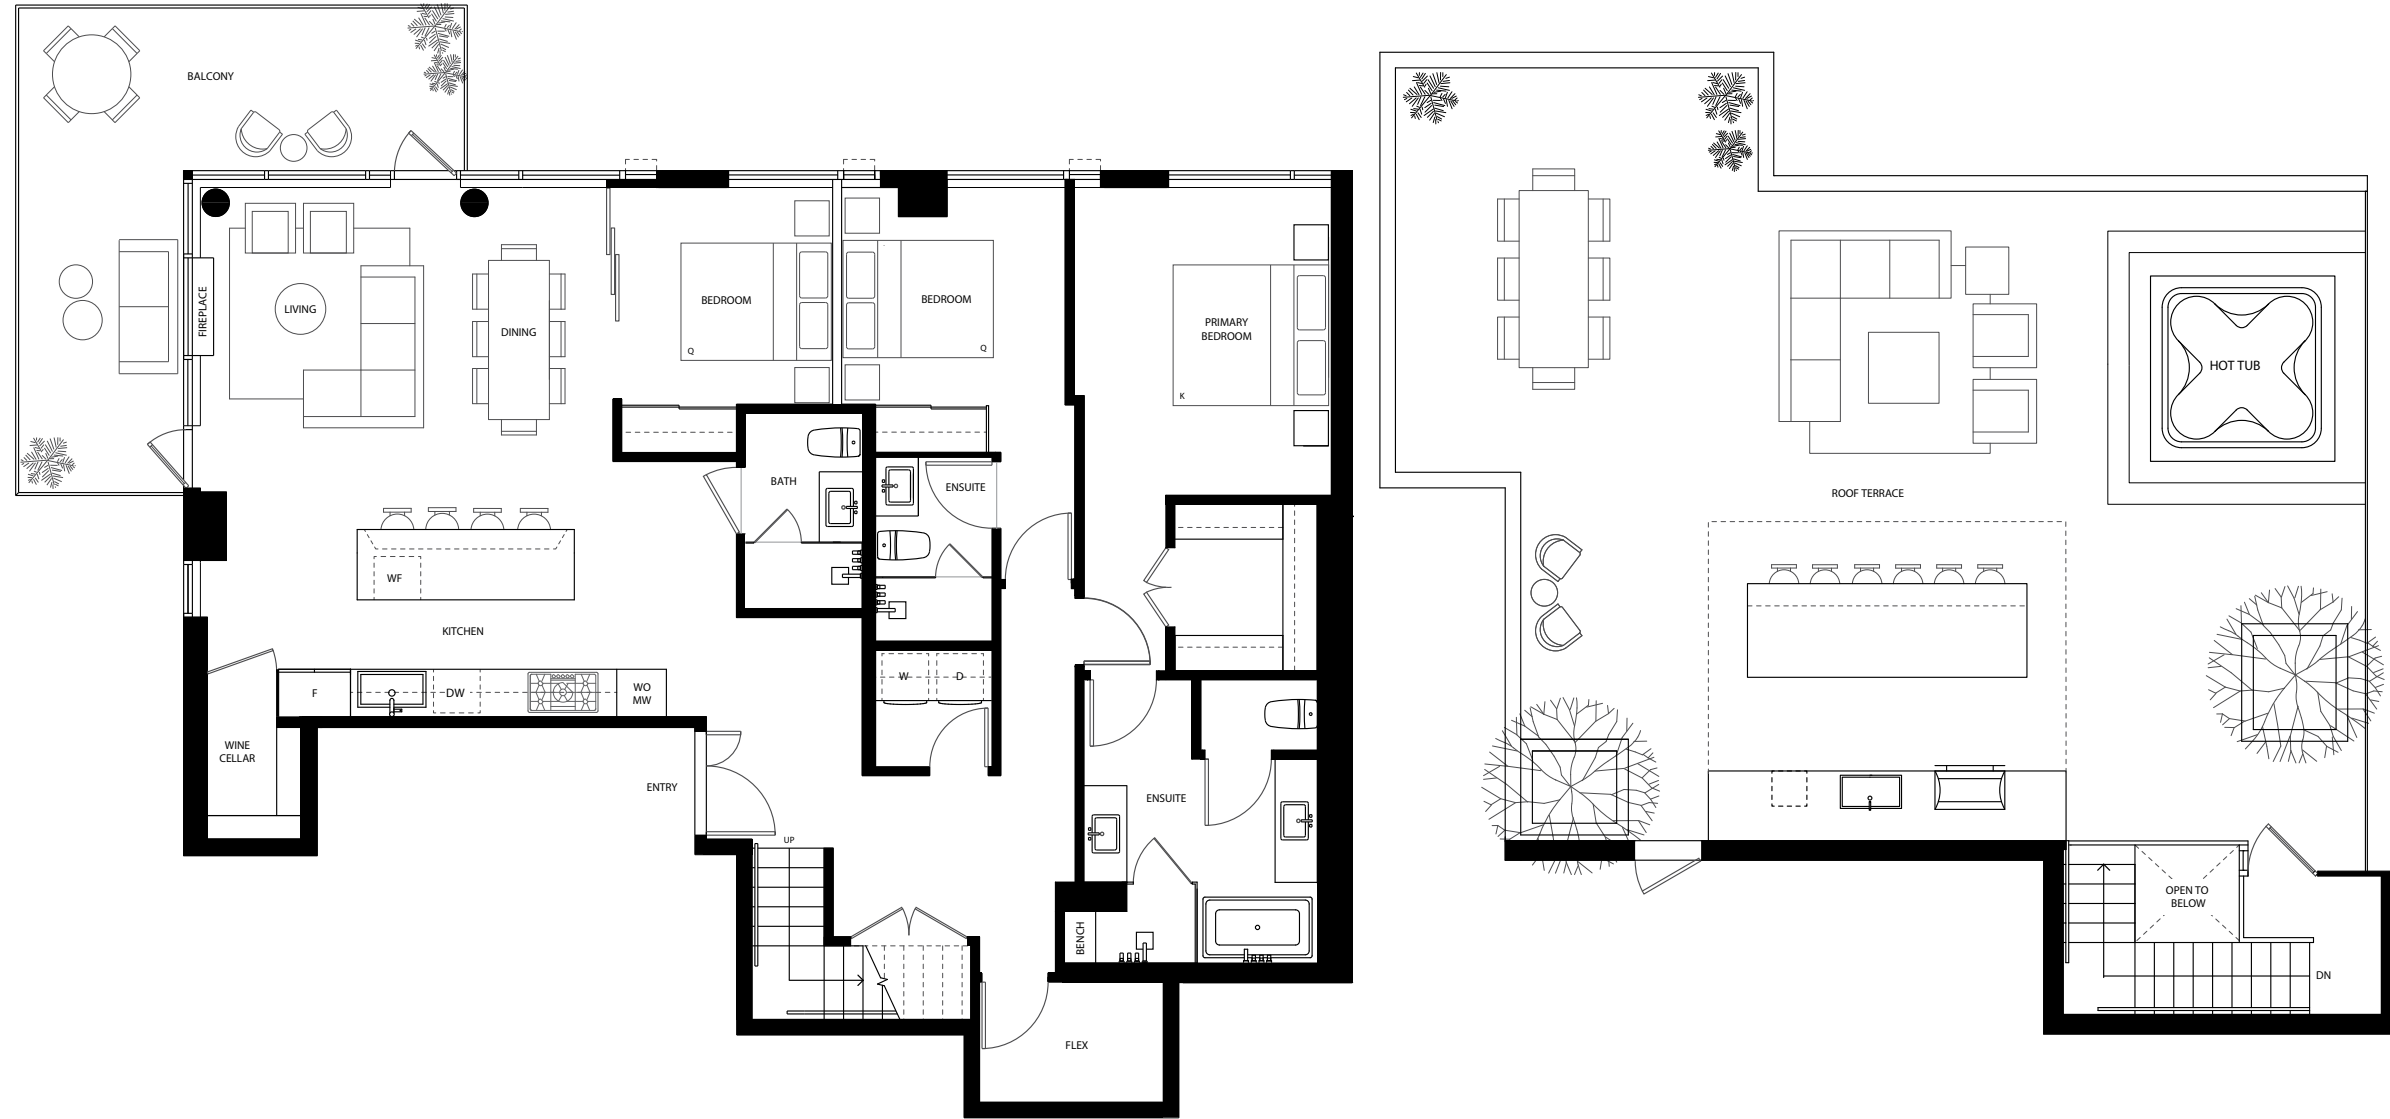 BALCONY
FIREPLACE
LIVING
DINING
BEDROOM
Q
BEDROOM
Q
PRIMARY
BEDROOM
K
BATH
ENSUITE
WF
KITCHEN
F
DW
WO
MW
W
D
WINE
CELLAR
ENTRY
UP
ENSUITE
BENCH
FLEX
HOT TUB
ROOF TERRACE
OPEN TO
BELOW
DN